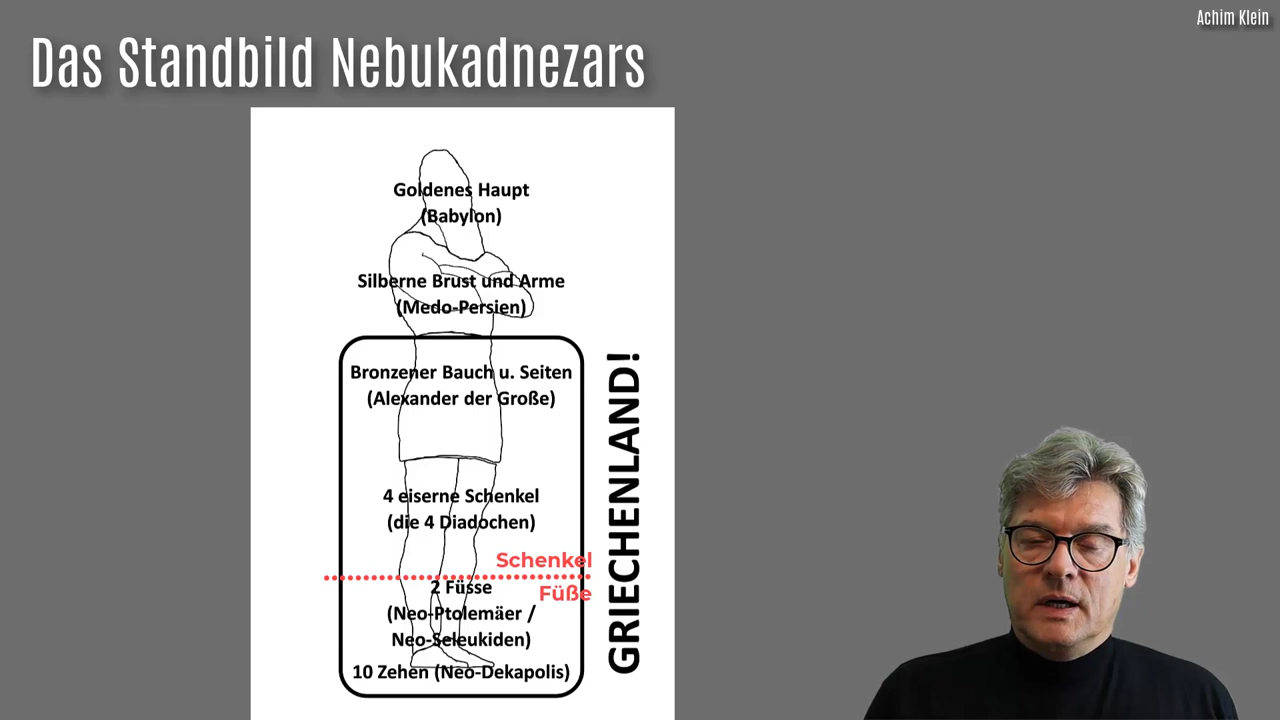 Achim Klein
Das Standbild Nebukadnezars
Goldenes Haupt
(Babylon)
Silberne Brust und Arme
(Medo-Persien)
Bronzener Bauch u. Seiten
(Alexander der Große)
4 eiserne Schenkel
(die 4 Diadochen)
Schenkel
Füße
2 Füsse
(Neo-Ptolemäer /
Neo-Seleukiden)
10 Zehen (Neo-Dekapolis)
GRIECHENLAND!